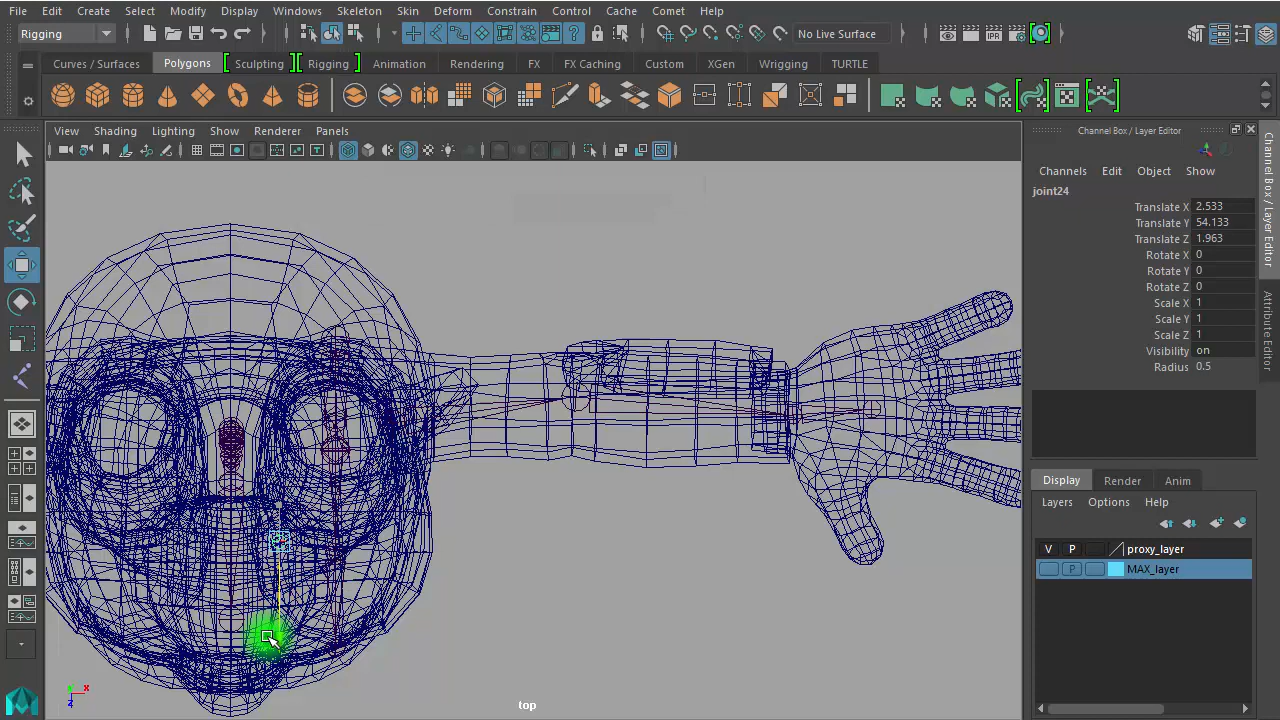 File Edit Create Select Modify Display Windows Skeleton Skin Deform Constrain Control Cache Comet Help
Rigging No Live Surface
Curves / Surfaces Polygons Sculpting Rigging Animation Rendering FX FX Caching Custom XGen Wrigging TURTLE
View Shading Lighting Show Renderer Panels
Channel Box / Layer Editor
Channels Edit Object Show
joint24
Translate X 2.533
Translate Y 54.133
Translate Z 1.963
Rotate X 0
Rotate Y 0
Rotate Z 0
Scale X 1
Scale Y 1
Scale Z 1
Visibility on
Radius 0.5
Display Render Anim
Layers Options Help
V P proxy_layer
P MAX_layer
top
x
z
Channel Box / Layer Editor
Attribute Editor